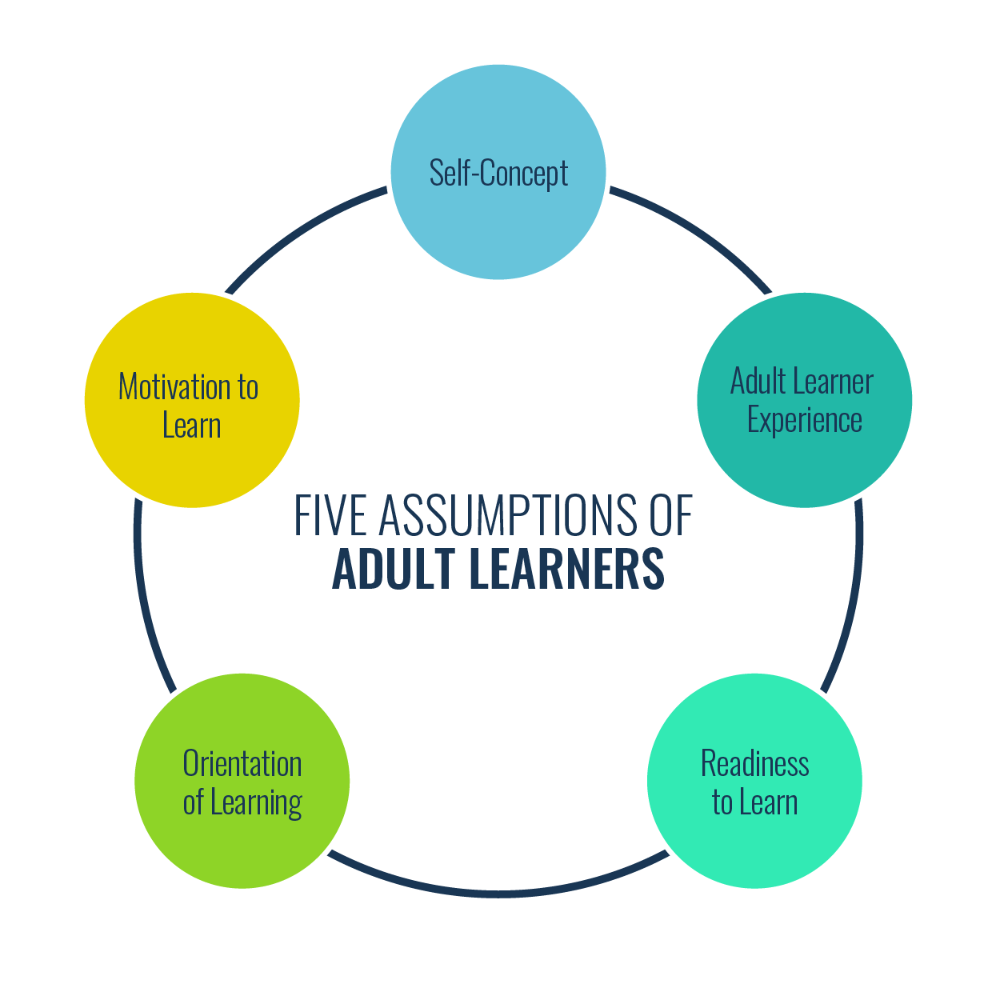 Self-Concept
Adult Learner
Experience
Motivation to
Learn
FIVE ASSUMPTIONS OF
ADULT LEARNERS
Orientation
of Learning
Readiness
to Learn